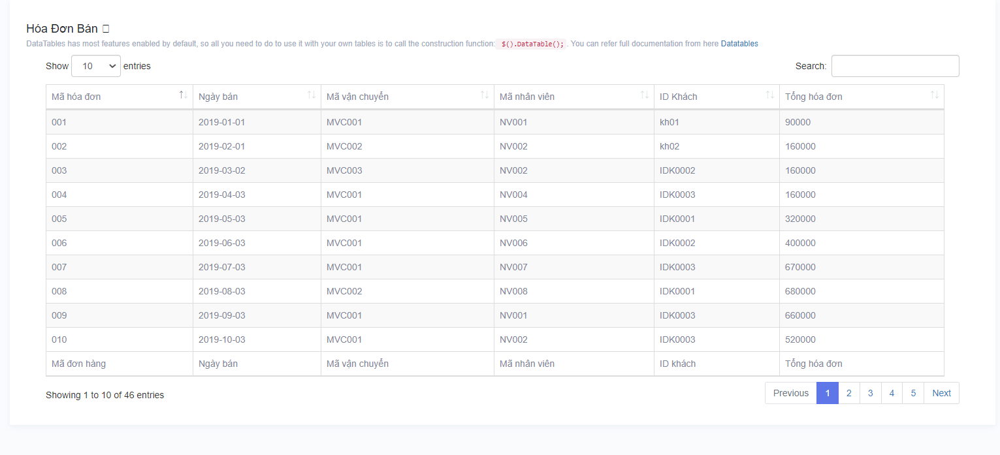 Hóa Đơn Bán
DataTables has most features enabled by default, so all you need to do to use it with your own tables is to call the construction function: $().DataTable();. You can refer full documentation from here Datatables
Show 10 entries Search:
Mã hóa đơn Ngày bán Mã vận chuyển Mã nhân viên ID Khách Tổng hóa đơn
001 2019-01-01 MVC001 NV001 kh01 90000
002 2019-02-01 MVC002 NV002 kh02 160000
003 2019-03-02 MVC003 NV002 IDK0002 160000
004 2019-04-03 MVC001 NV004 IDK0003 160000
005 2019-05-03 MVC001 NV005 IDK0001 320000
006 2019-06-03 MVC001 NV006 IDK0002 400000
007 2019-07-03 MVC001 NV007 IDK0003 670000
008 2019-08-03 MVC002 NV008 IDK0001 680000
009 2019-09-03 MVC001 NV001 IDK0003 660000
010 2019-10-03 MVC001 NV002 IDK0003 520000
Mã đơn hàng Ngày bán Mã vận chuyển Mã nhân viên ID khách Tổng hóa đơn
Showing 1 to 10 of 46 entries Previous 1 2 3 4 5 Next